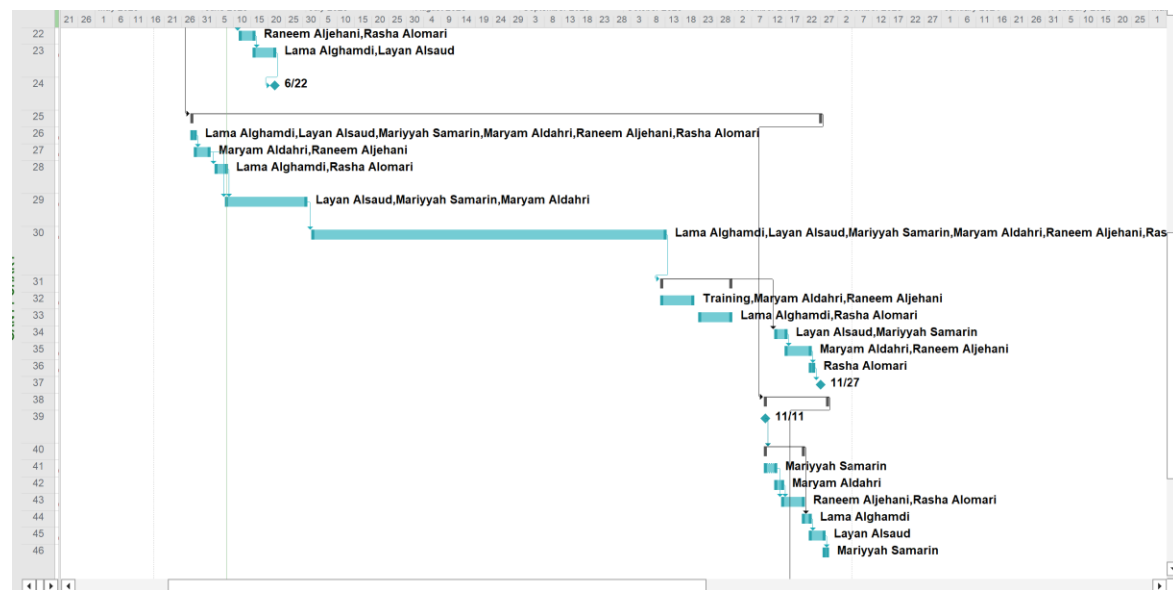 21 26 1 6 11 16 21 26 31 5 10 15 20 25 30 5 10 15 20 25 30 4 9 14 19 24 29 3 8 13 18 23 28 3 8 13 18 23 28 2 7 12 17 22 27 2 7 12 17 22 27 1 6 11 16 21 26 31 5 10 15 20 25 1
22 Raneem Aljehani,Rasha Alomari
23 Lama Alghamdi,Layan Alsaud
24 6/22
25
26 Lama Alghamdi,Layan Alsaud,Mariyyah Samarin,Maryam Aldahri,Raneem Aljehani,Rasha Alomari
27 Maryam Aldahri,Raneem Aljehani
28 Lama Alghamdi,Rasha Alomari
29 Layan Alsaud,Mariyyah Samarin,Maryam Aldahri
30 Lama Alghamdi,Layan Alsaud,Mariyyah Samarin,Maryam Aldahri,Raneem Aljehani,Ras
31
32 Training,Maryam Aldahri,Raneem Aljehani
33 Lama Alghamdi,Rasha Alomari
34 Layan Alsaud,Mariyyah Samarin
35 Maryam Aldahri,Raneem Aljehani
36 Rasha Alomari
37 11/27
38
39 11/11
40
41 Mariyyah Samarin
42 Maryam Aldahri
43 Raneem Aljehani,Rasha Alomari
44 Lama Alghamdi
45 Layan Alsaud
46 Mariyyah Samarin